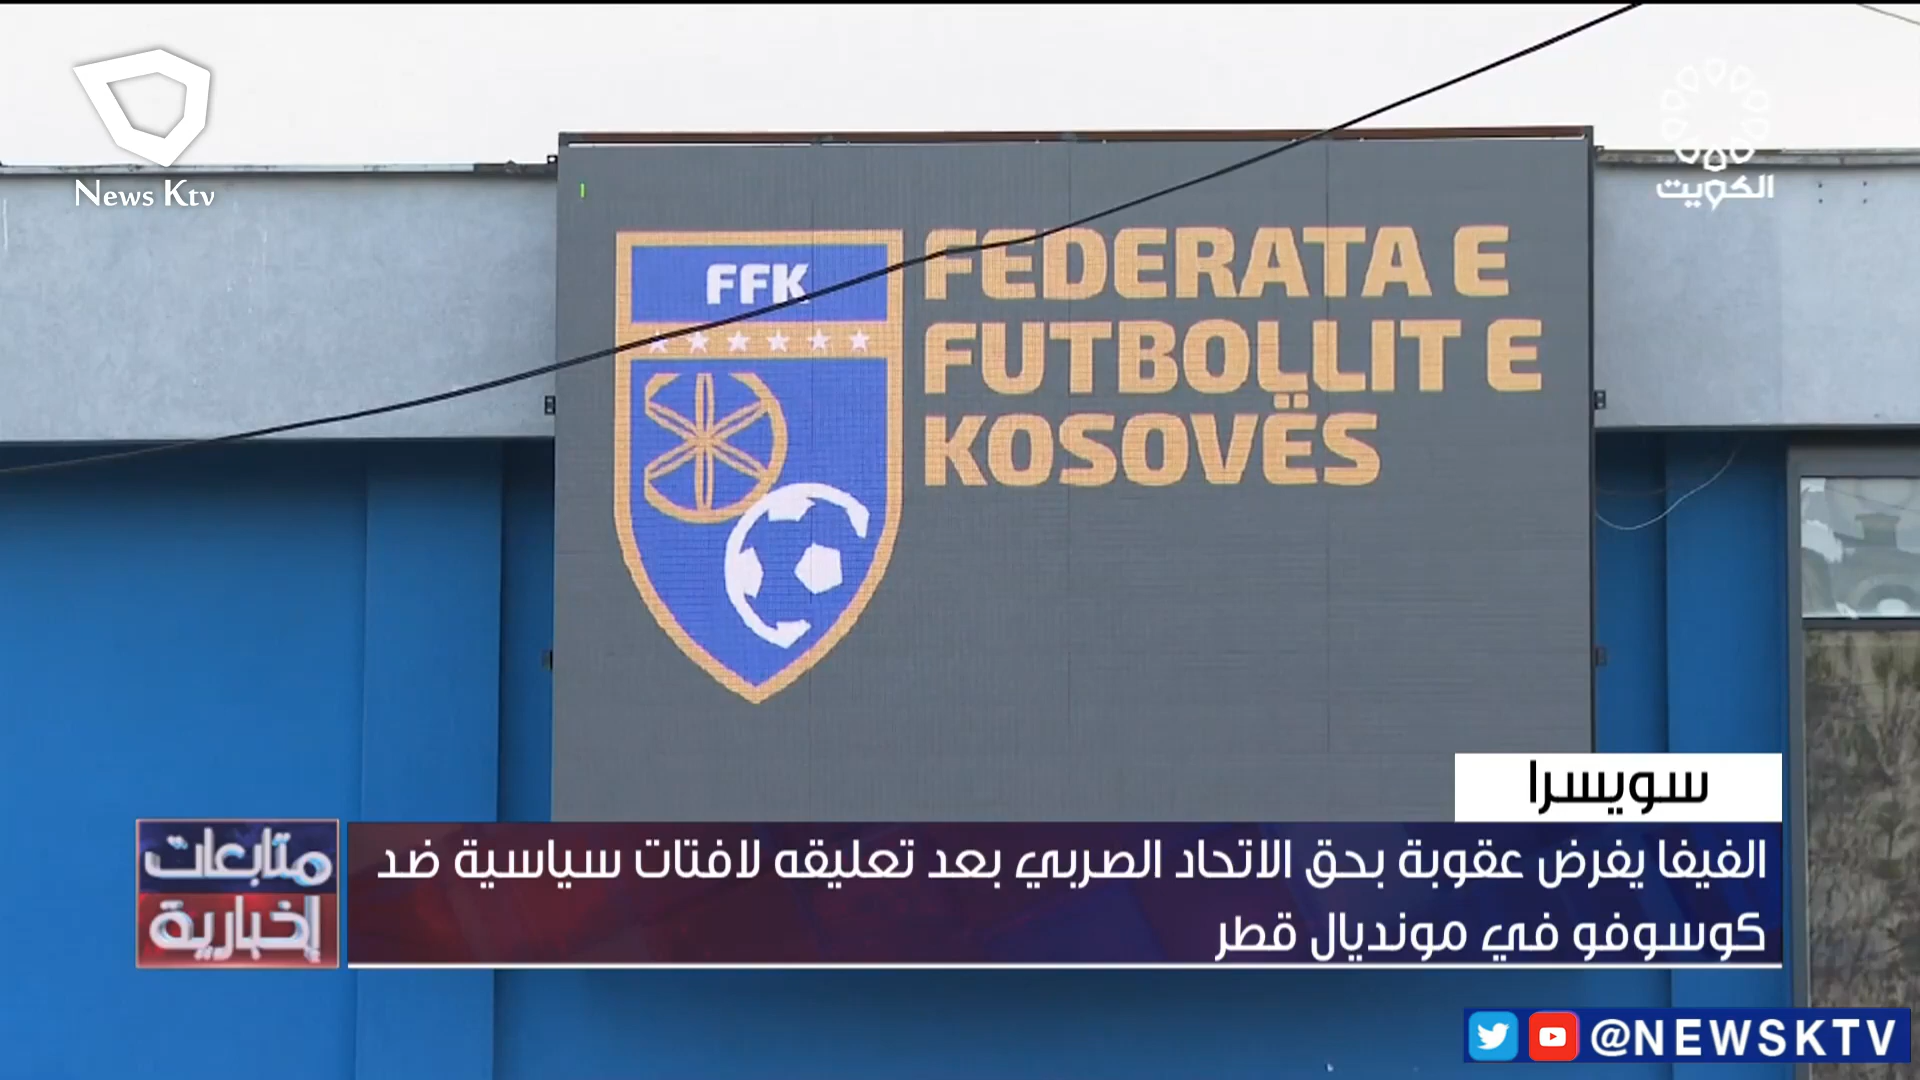 News Ktv
الكويت
FFK
FEDERATA E
FUTBOLLIT E
KOSOVËS
سويسرا
متابعات
إخبارية
الفيفا يفرض عقوبة بحق الاتحاد الصربي بعد تعليقه لافتات سياسية ضد
كوسوفو في مونديال قطر
@NEWSKTV